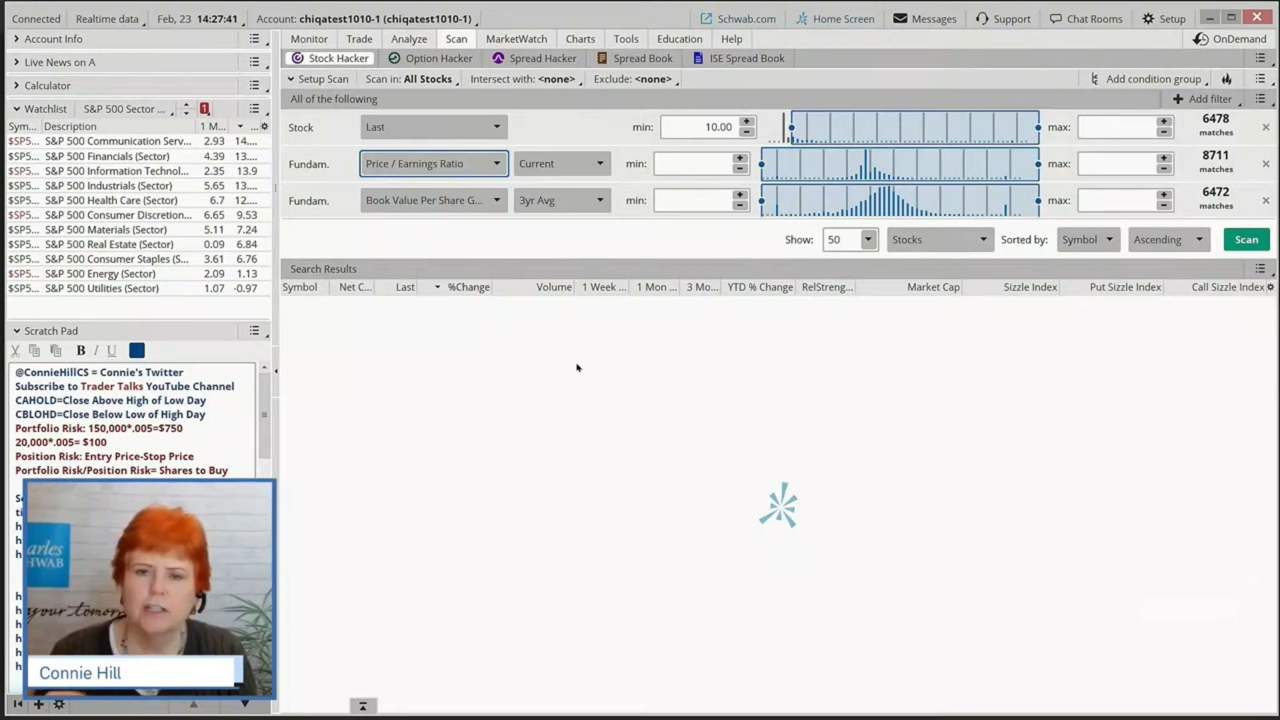 Connected Realtime data Feb, 23 14:27:41 Account: chiqatest1010-1 (chiqatest1010-1) Schwab.com Home Screen Messages Support Chat Rooms Setup
Account Info
Live News on A
Calculator
Watchlist S&P 500 Sector ... 1
Sym... Description 1 M...
$SP5... S&P 500 Communication Serv... 2.93 14....
$SP5... S&P 500 Financials (Sector) 4.39 13....
$SP5... S&P 500 Information Technol... 2.35 13.9
$SP5... S&P 500 Industrials (Sector) 5.65 13....
$SP5... S&P 500 Health Care (Sector) 6.7 12....
$SP5... S&P 500 Consumer Discretion... 6.65 9.53
$SP5... S&P 500 Materials (Sector) 5.11 7.24
$SP5... S&P 500 Real Estate (Sector) 0.09 6.84
$SP5... S&P 500 Consumer Staples (S... 3.61 6.76
$SP5... S&P 500 Energy (Sector) 2.09 1.13
$SP5... S&P 500 Utilities (Sector) 1.07 -0.97
Scratch Pad
B I U
@ConnieHillCS = Connie's Twitter
Subscribe to Trader Talks YouTube Channel
CAHOLD=Close Above High of Low Day
CBLOHD=Close Below Low of High Day
Portfolio Risk: 150,000*.005=$750
20,000*.005= $100
Position Risk: Entry Price-Stop Price
Portfolio Risk/Position Risk= Shares to Buy
arles
HWAB
your tomor
Connie Hill
Monitor Trade Analyze Scan MarketWatch Charts Tools Education Help OnDemand
Stock Hacker Option Hacker Spread Hacker Spread Book ISE Spread Book
Setup Scan Scan in: All Stocks Intersect with: <none> Exclude: <none> Add condition group
All of the following Add filter
Stock Last min: 10.00 max: 6478 matches
Fundam. Price / Earnings Ratio Current min: max: 8711 matches
Fundam. Book Value Per Share G... 3yr Avg min: max: 6472 matches
Show: 50 Stocks Sorted by: Symbol Ascending Scan
Search Results
Symbol Net C... Last %Change Volume 1 Week ... 1 Mon ... 3 Mo... YTD % Change RelStreng... Market Cap Sizzle Index Put Sizzle Index Call Sizzle Index